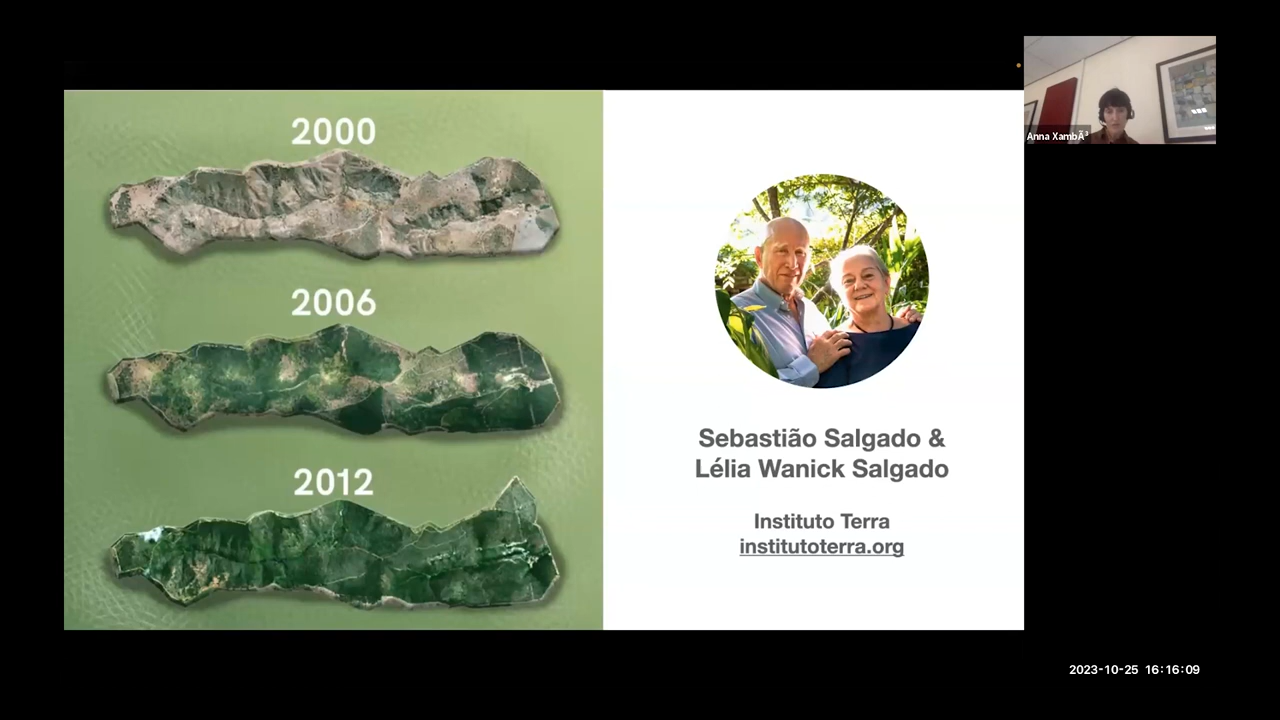 2000
2006
2012
Sebastião Salgado &
Lélia Wanick Salgado
Instituto Terra
institutoterra.org
Anna XambÃ³
2023-10-25 16:16:09